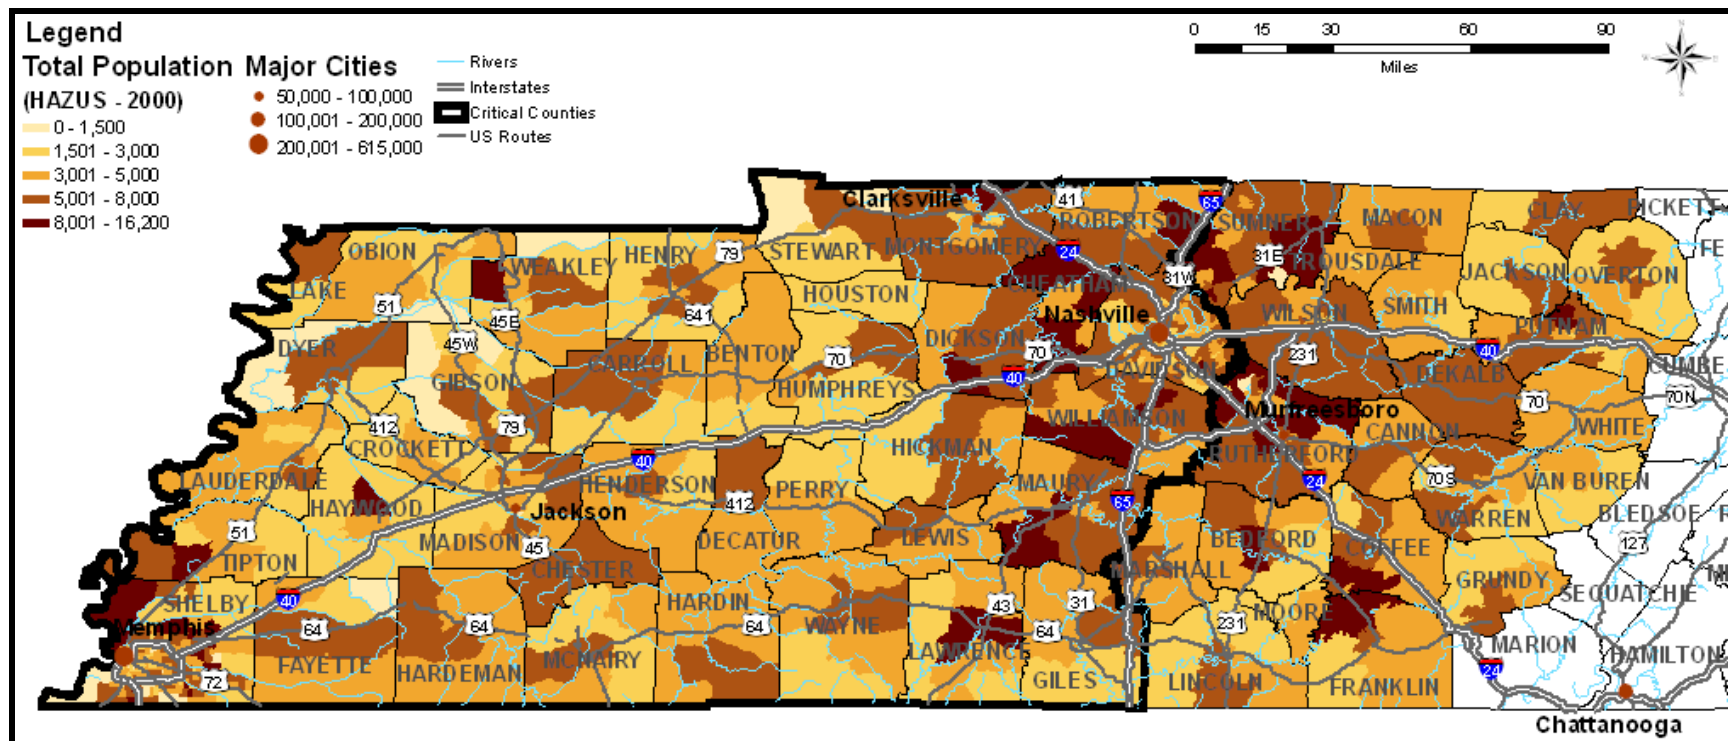 Legend
Total Population
(HAZUS - 2000)
0 - 1,500
1,501 - 3,000
3,001 - 5,000
5,001 - 8,000
8,001 - 16,200
Major Cities
50,000 - 100,000
100,001 - 200,000
200,001 - 615,000
Rivers
Interstates
Critical Counties
US Routes
0 15 30 60 90
Miles
N
W E
S
Clarksville 41 65 CLAY PICKETT
ROBERTSON SUMNER MACON
OBION HENRY 79 STEWART MONTGOMERY 24 31E TROUSDALE FE
WEAKLEY 31W JACKSON OVERTON
LAKE 51 HOUSTON CHEATHAM
45E 641 Nashville WILSON SMITH PUTNAM
DYER 45W CARROLL BENTON 70 DICKSON 70 231 40
GIBSON HUMPHREYS 40 DAVIDSON DEKALB CUMBE
412 79 WILLIAMSON Murfreesboro 70 70N
CROCKETT HICKMAN CANNON WHITE
LAUDERDALE 40 RUTHERFORD
HAYWOOD HENDERSON PERRY MAURY 24 70S VAN BUREN
Jackson 412 65 WARREN BLEDSOE R
51 MADISON 45 DECATUR LEWIS BEDFORD COFFEE 127
TIPTON CHESTER MARSHALL GRUNDY
SHELBY 40 HARDIN 43 31 MOORE SEQUATCHIE
Memphis 64 64 64 WAYNE 64 231 MARION
FAYETTE HARDEMAN MCNAIRY LAWRENCE HAMILTON
72 GILES LINCOLN FRANKLIN 24
Chattanooga